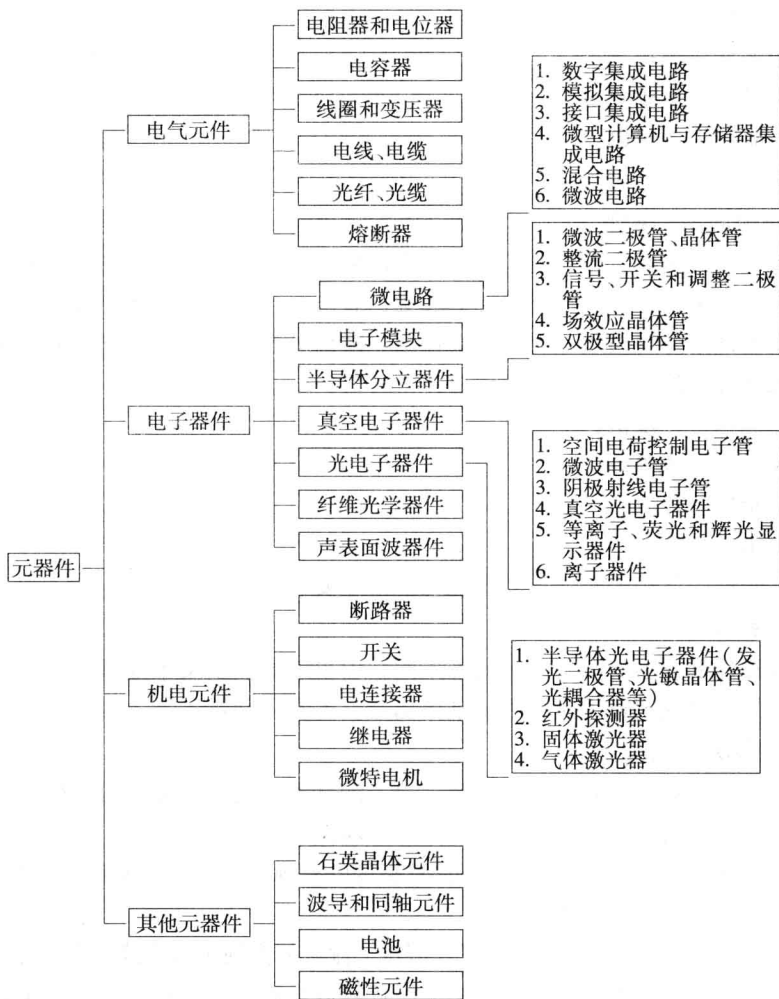 元器件
电气元件
电阻器和电位器
电容器
线圈和变压器
电线、电缆
光纤、光缆
熔断器
电子器件
微电路
1. 数字集成电路
2. 模拟集成电路
3. 接口集成电路
4. 微型计算机与存储器集
成电路
5. 混合电路
6. 微波电路
电子模块
半导体分立器件
1. 微波二极管、晶体管
2. 整流二极管
3. 信号、开关和调整二极
管
4. 场效应晶体管
5. 双极型晶体管
真空电子器件
1. 空间电荷控制电子管
2. 微波电子管
3. 阴极射线电子管
4. 真空光电子器件
5. 等离子、荧光和辉光显
示器件
6. 离子器件
光电子器件
1. 半导体光电子器件(发
光二极管、光敏晶体管、
光耦合器等)
2. 红外探测器
3. 固体激光器
4. 气体激光器
纤维光学器件
声表面波器件
机电元件
断路器
开关
电连接器
继电器
微特电机
其他元器件
石英晶体元件
波导和同轴元件
电池
磁性元件